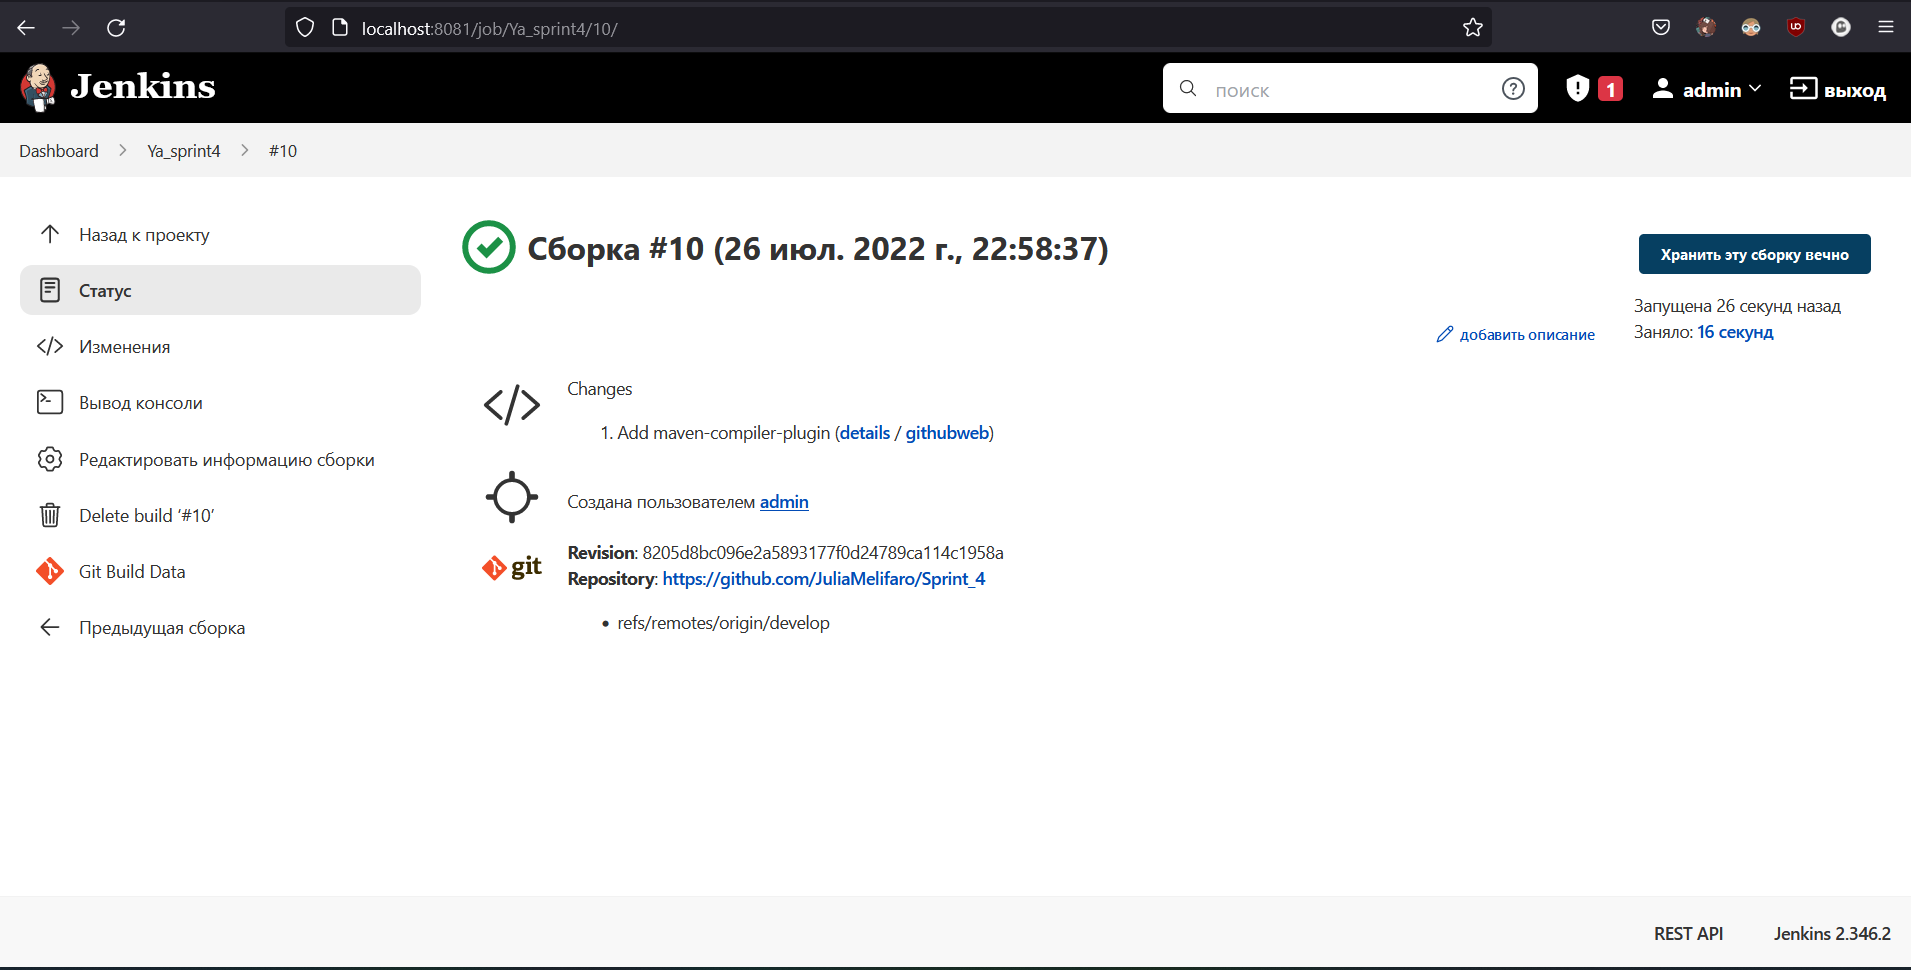 localhost:8081/job/Ya_sprint4/10/
Jenkins
поиск
1
admin
выход
Dashboard
Ya_sprint4
#10
Назад к проекту
Статус
Изменения
Вывод консоли
Редактировать информацию сборки
Delete build ‘#10’
Git Build Data
Предыдущая сборка
Сборка #10 (26 июл. 2022 г., 22:58:37)
Хранить эту сборку вечно
Запущена 26 секунд назад
Заняло: 16 секунд
добавить описание
Changes
1. Add maven-compiler-plugin (details / githubweb)
Создана пользователем admin
git
Revision: 8205d8bc096e2a5893177f0d24789ca114c1958a
Repository: https://github.com/JuliaMelifaro/Sprint_4
• refs/remotes/origin/develop
REST API
Jenkins 2.346.2